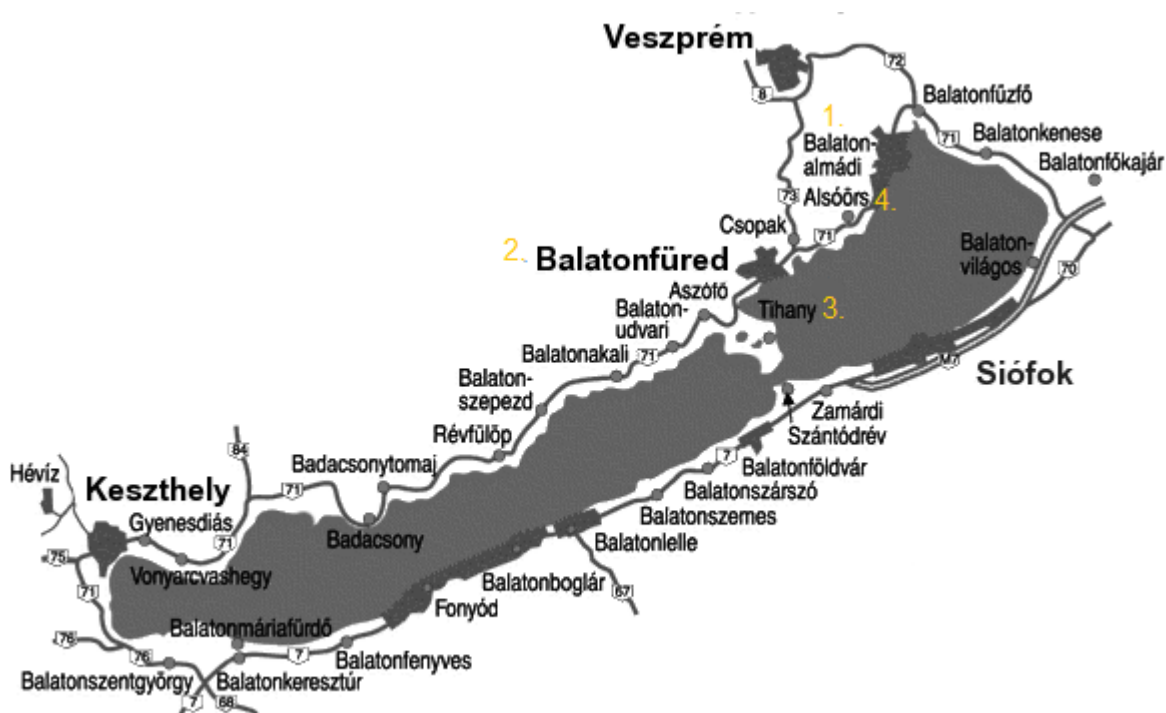 Veszprém
72
8
Balatonfűzfő
1.
71
Balatonkenese
Balaton-
almádi
Balatonfőkajár
73
Alsóörs 4.
Csopak
71
2. Balatonfüred
Balaton-
világos
70
Aszófő
Tihany 3.
Balaton-
udvari
Balatonakali
71
M7
Siófok
Balaton-
szepezd
Zamárdi
Szántódrév
Révfülöp
7
Balatonföldvár
84
Badacsonytomaj
Hévíz
71
Keszthely
Balatonszárszó
Balatonszemes
Gyenesdiás
71
Badacsony
Balatonlelle
75
Vonyarcvashegy
Balatonboglár
71
67
Fonyód
Balatonmáriafürdő
76
76
7
Balatonfenyves
Balatonszentgyörgy
Balatonkeresztúr
7
68